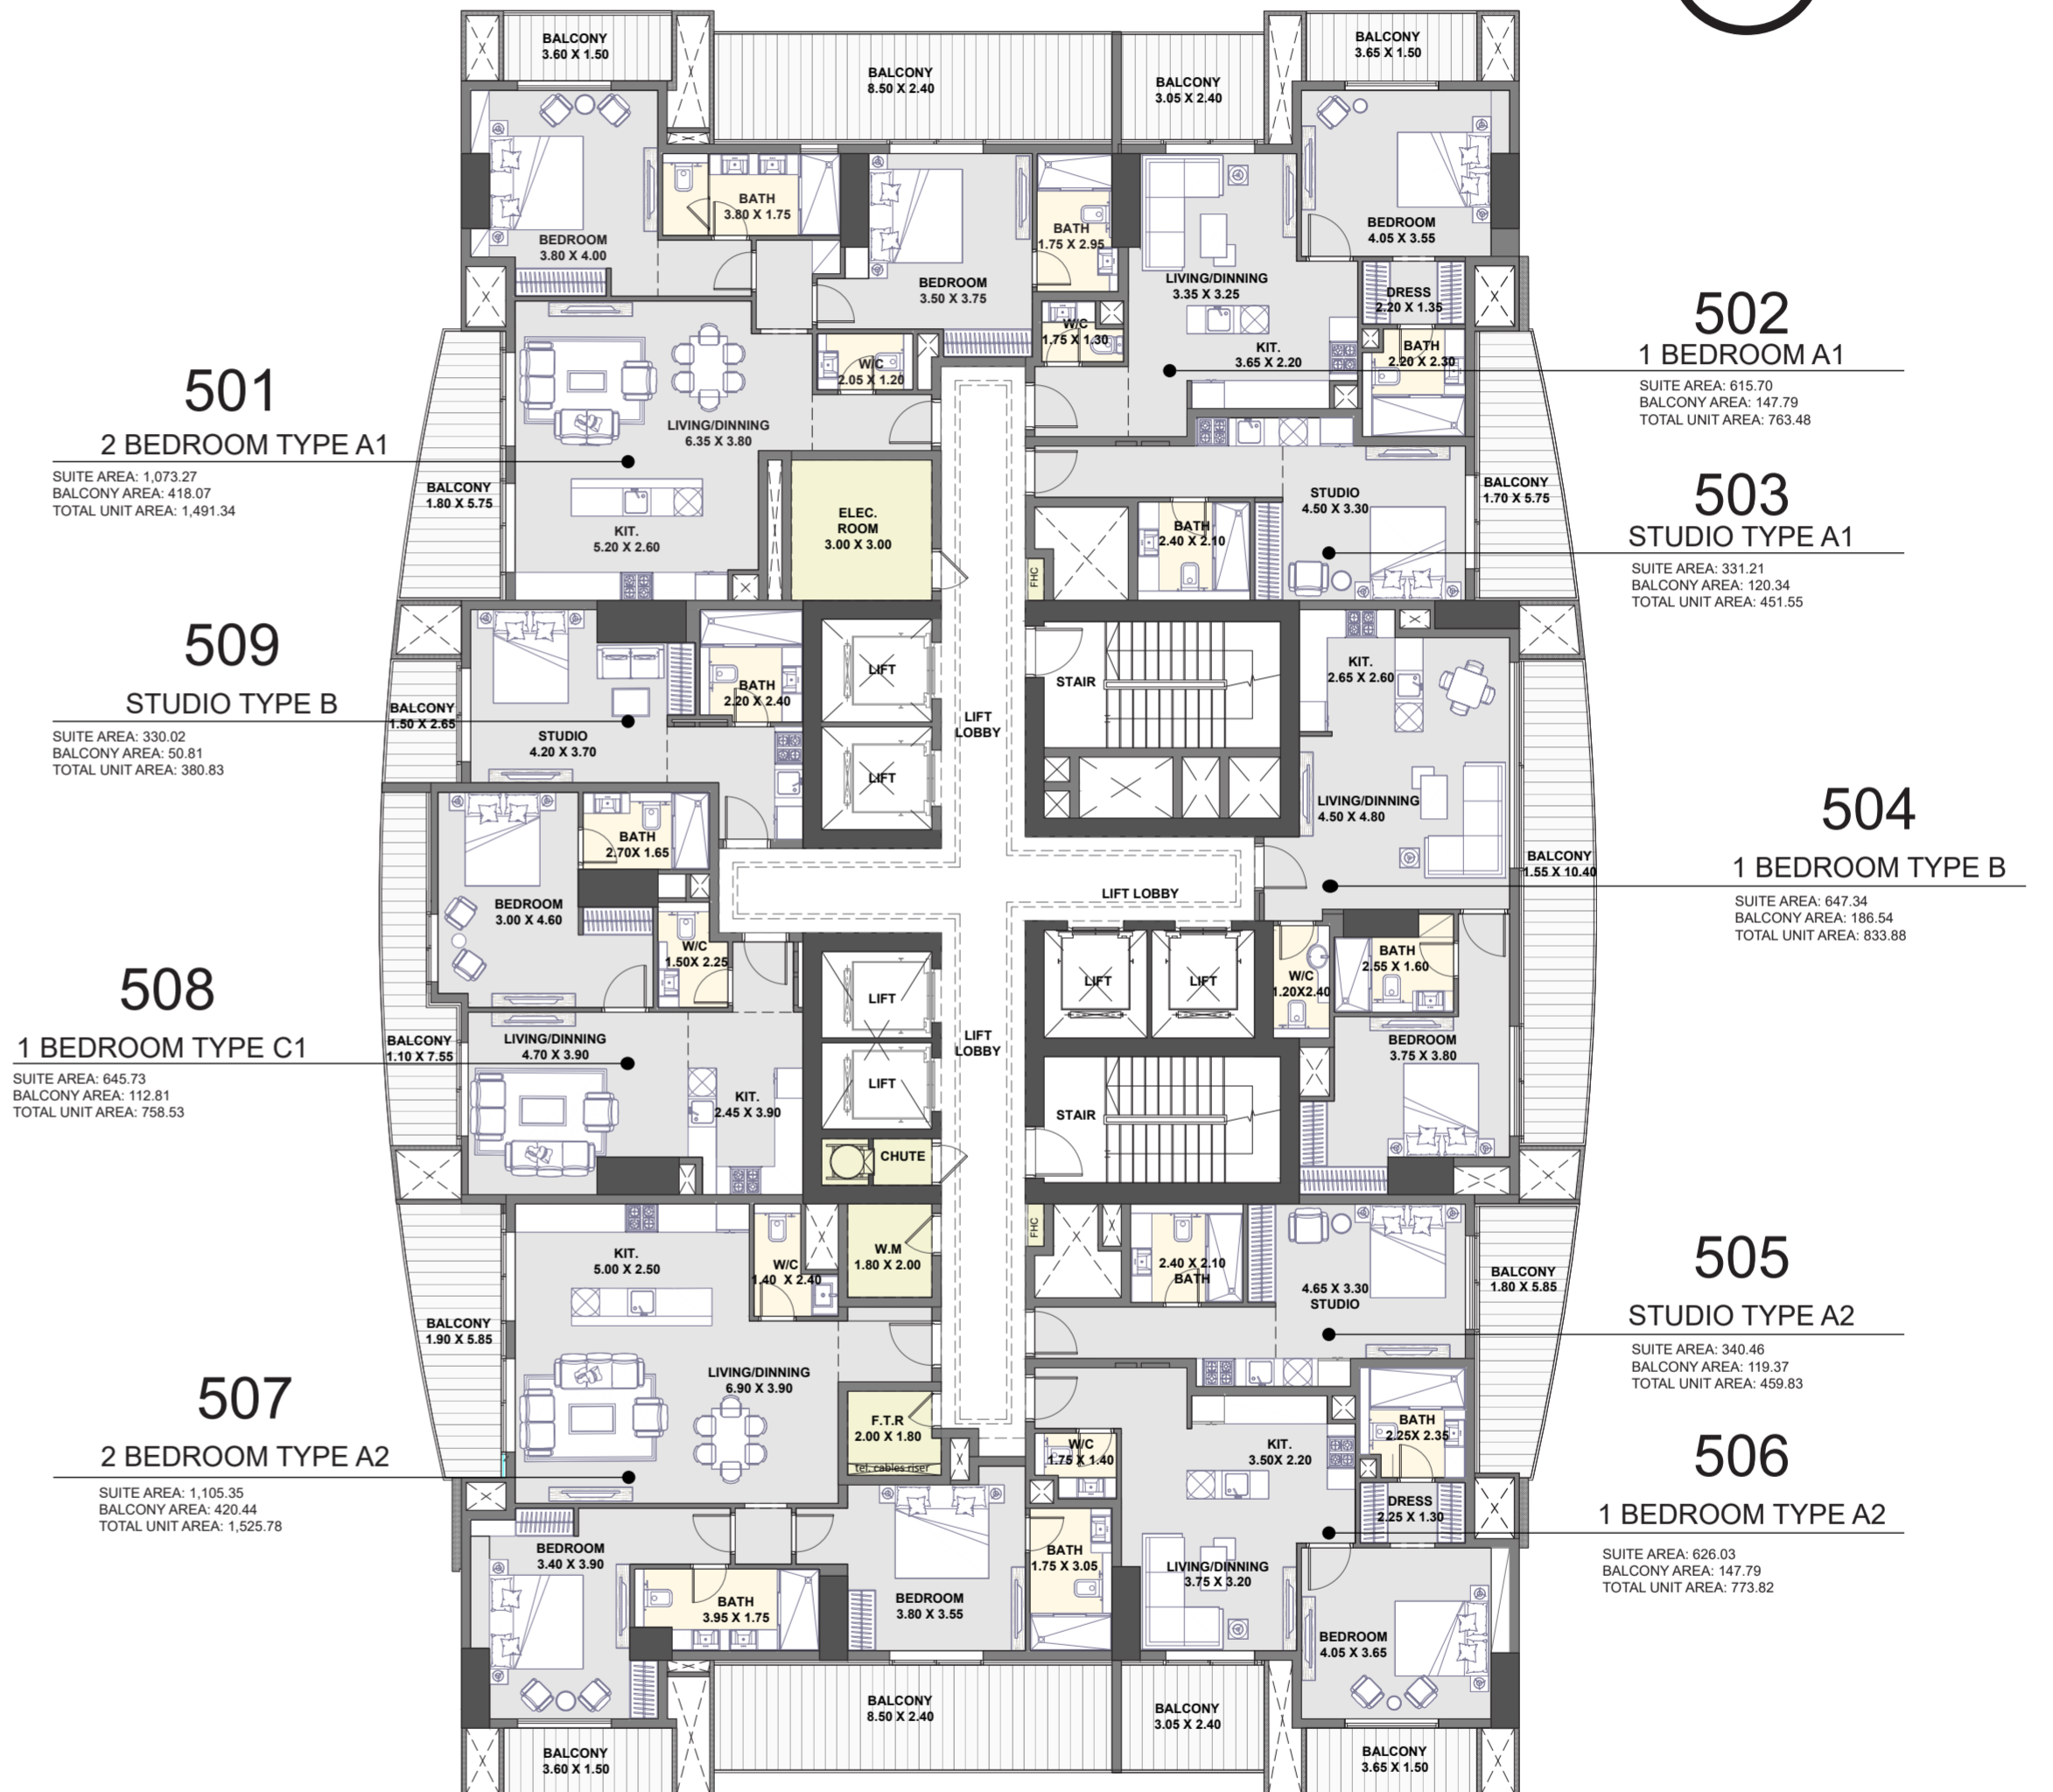 BALCONY
3.60 X 1.50
BALCONY
8.50 X 2.40
BALCONY
3.05 X 2.40
BALCONY
3.65 X 1.50
BEDROOM
3.80 X 4.00
BATH
3.80 X 1.75
BEDROOM
3.50 X 3.75
BATH
1.75 X 2.95
LIVING/DINNING
3.35 X 3.25
BEDROOM
4.05 X 3.55
DRESS
2.20 X 1.35
W/C
1.75 X 1.30
KIT.
3.65 X 2.20
BATH
2.20 X 2.30
W/C
2.05 X 1.20
502
1 BEDROOM A1
SUITE AREA: 615.70
BALCONY AREA: 147.79
TOTAL UNIT AREA: 763.48
501
2 BEDROOM TYPE A1
SUITE AREA: 1,073.27
BALCONY AREA: 418.07
TOTAL UNIT AREA: 1,491.34
LIVING/DINNING
6.35 X 3.80
BALCONY
1.80 X 5.75
KIT.
5.20 X 2.60
ELEC.
ROOM
3.00 X 3.00
FHC
BATH
2.40 X 2.10
STUDIO
4.50 X 3.30
BALCONY
1.70 X 5.75
503
STUDIO TYPE A1
SUITE AREA: 331.21
BALCONY AREA: 120.34
TOTAL UNIT AREA: 451.55
509
STUDIO TYPE B
SUITE AREA: 330.02
BALCONY AREA: 50.81
TOTAL UNIT AREA: 380.83
BALCONY
1.50 X 2.65
STUDIO
4.20 X 3.70
BATH
2.20 X 2.40
LIFT
LIFT
LIFT
LOBBY
STAIR
KIT.
2.65 X 2.60
LIVING/DINNING
4.50 X 4.80
BALCONY
1.55 X 10.40
504
1 BEDROOM TYPE B
SUITE AREA: 647.34
BALCONY AREA: 186.54
TOTAL UNIT AREA: 833.88
BATH
2.70X 1.65
BEDROOM
3.00 X 4.60
W/C
1.50X 2.25
LIFT LOBBY
LIFT
LIFT
LIFT
LIFT
LIFT
LOBBY
W/C
1.20X2.40
BATH
2.55 X 1.60
BEDROOM
3.75 X 3.80
508
1 BEDROOM TYPE C1
SUITE AREA: 645.73
BALCONY AREA: 112.81
TOTAL UNIT AREA: 758.53
BALCONY
1.10 X 7.55
LIVING/DINNING
4.70 X 3.90
KIT.
2.45 X 3.90
STAIR
CHUTE
FHC
W.M
1.80 X 2.00
KIT.
5.00 X 2.50
W/C
1.40 X 2.40
BALCONY
1.90 X 5.85
LIVING/DINNING
6.90 X 3.90
F.T.R
2.00 X 1.80
tel. cables riser
2.40 X 2.10
BATH
4.65 X 3.30
STUDIO
BALCONY
1.80 X 5.85
505
STUDIO TYPE A2
SUITE AREA: 340.46
BALCONY AREA: 119.37
TOTAL UNIT AREA: 459.83
507
2 BEDROOM TYPE A2
SUITE AREA: 1,105.35
BALCONY AREA: 420.44
TOTAL UNIT AREA: 1,525.78
W/C
1.75 X 1.40
KIT.
3.50X 2.20
BATH
2.25X 2.35
DRESS
2.25 X 1.30
506
1 BEDROOM TYPE A2
SUITE AREA: 626.03
BALCONY AREA: 147.79
TOTAL UNIT AREA: 773.82
BEDROOM
3.40 X 3.90
BATH
3.95 X 1.75
BEDROOM
3.80 X 3.55
BATH
1.75 X 3.05
LIVING/DINNING
3.75 X 3.20
BEDROOM
4.05 X 3.65
BALCONY
8.50 X 2.40
BALCONY
3.05 X 2.40
BALCONY
3.60 X 1.50
BALCONY
3.65 X 1.50